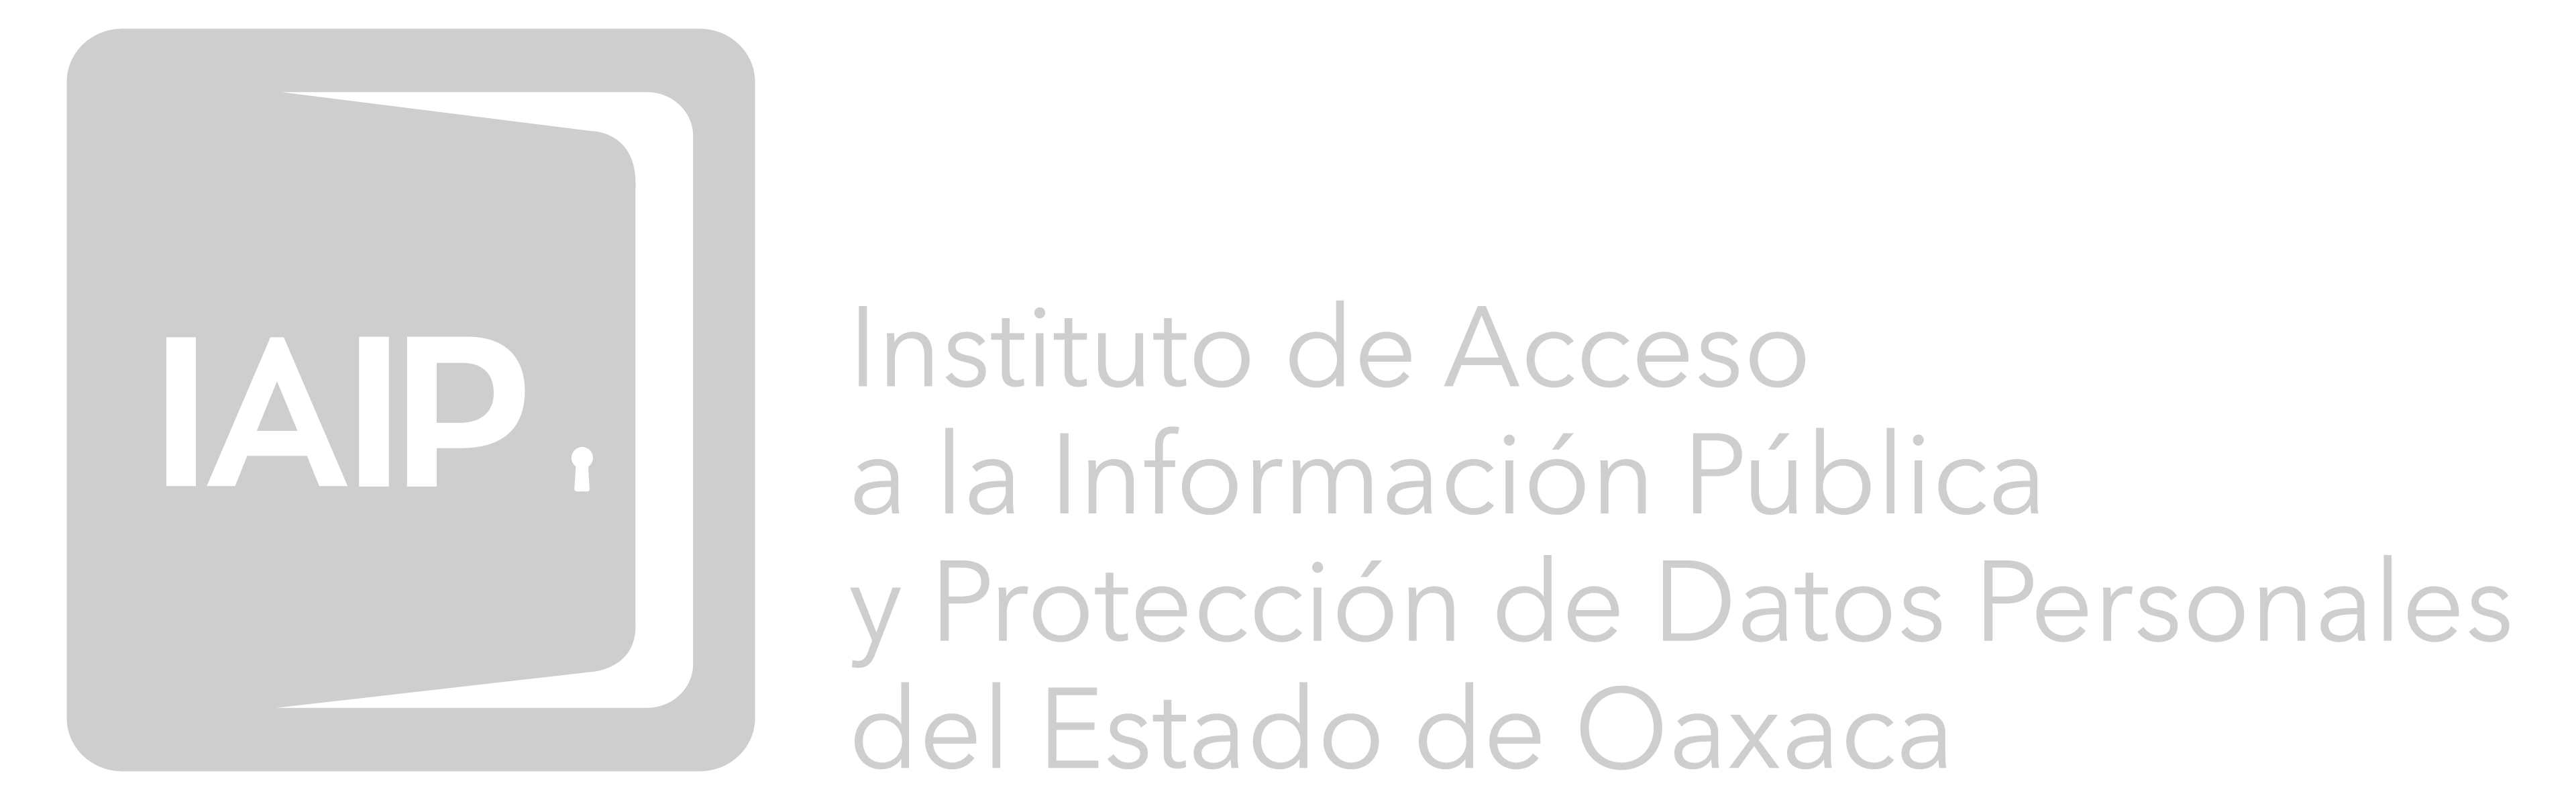 IAIP
Instituto de Acceso
a la Información Pública
y Protección de Datos Personales
del Estado de Oaxaca